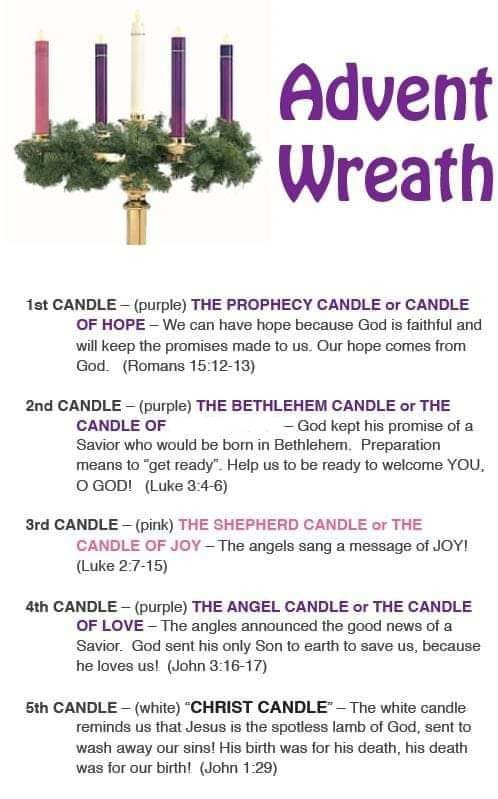 Advent
Wreath
1st CANDLE – (purple) THE PROPHECY CANDLE or CANDLE
OF HOPE – We can have hope because God is faithful and
will keep the promises made to us. Our hope comes from
God. (Romans 15:12-13)
2nd CANDLE – (purple) THE BETHLEHEM CANDLE or THE
CANDLE OF – God kept his promise of a
Savior who would be born in Bethlehem. Preparation
means to “get ready”. Help us to be ready to welcome YOU,
O GOD! (Luke 3:4-6)
3rd CANDLE – (pink) THE SHEPHERD CANDLE or THE
CANDLE OF JOY – The angels sang a message of JOY!
(Luke 2:7-15)
4th CANDLE – (purple) THE ANGEL CANDLE or THE CANDLE
OF LOVE – The angles announced the good news of a
Savior. God sent his only Son to earth to save us, because
he loves us! (John 3:16-17)
5th CANDLE – (white) “CHRIST CANDLE” – The white candle
reminds us that Jesus is the spotless lamb of God, sent to
wash away our sins! His birth was for his death, his death
was for our birth! (John 1:29)